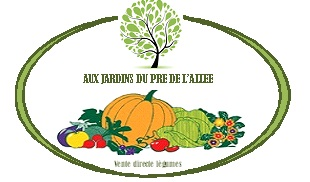 AUX JARDINS DU PRE DE L'ALLEE
Vente directe légumes